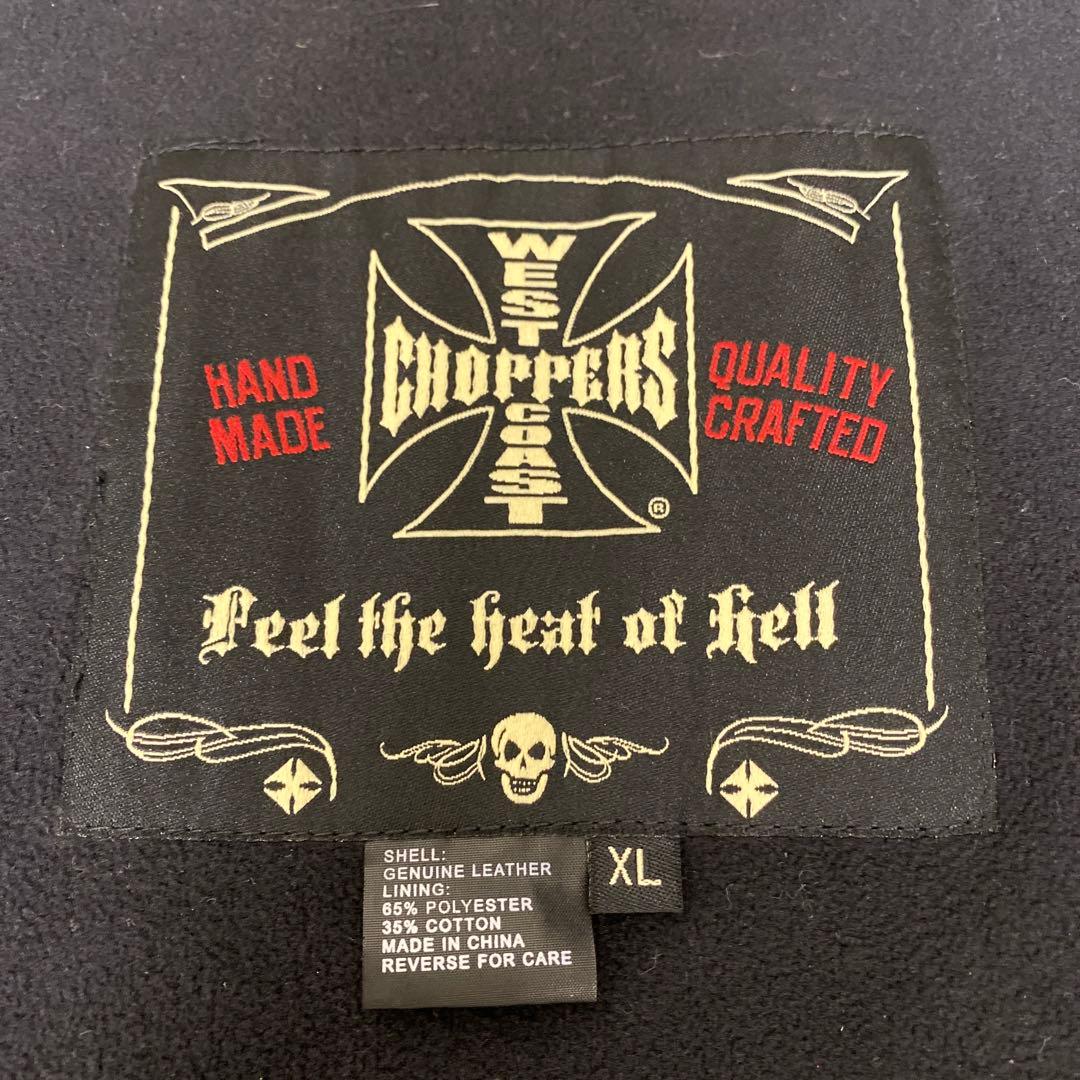 WEST
CHOPPERS
COAST
®
HAND
MADE
QUALITY
CRAFTED
Feel the heat of hell
XL
SHELL:
GENUINE LEATHER
LINING:
65% POLYESTER
35% COTTON
MADE IN CHINA
REVERSE FOR CARE